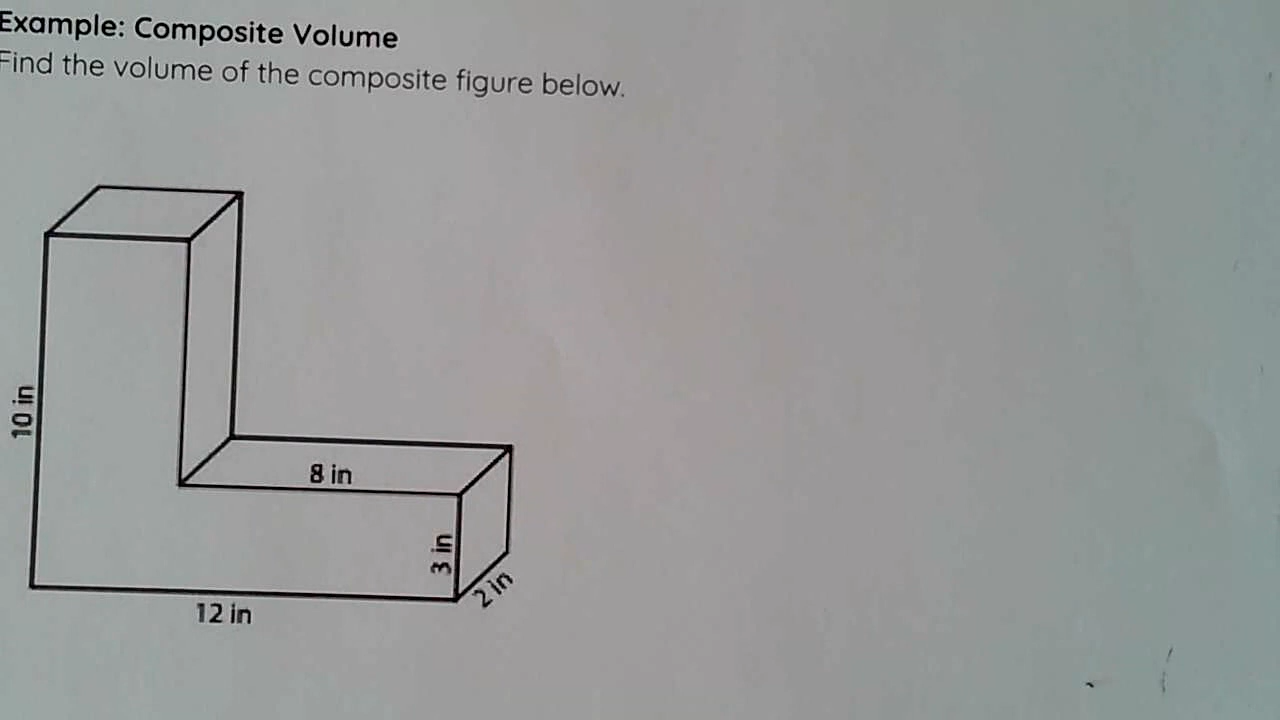 Example: Composite Volume
Find the volume of the composite figure below.
10 in
8 in
3 in
2 in
12 in